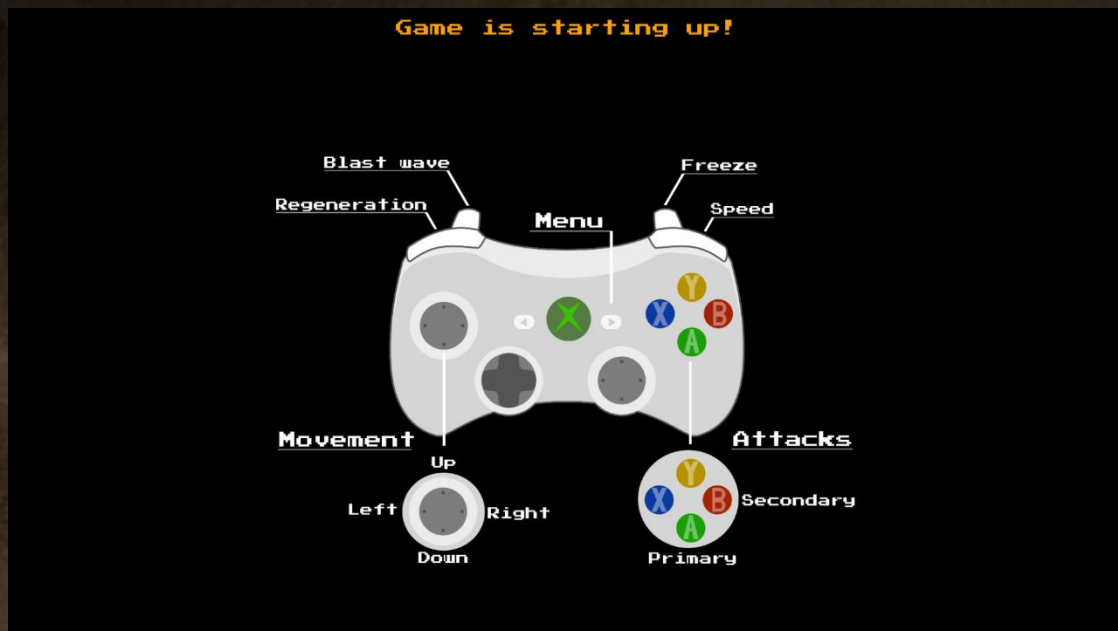 Game is starting up!
Blast wave
Freeze
Regeneration
Speed
Menu
Y
X
B
A
Movement
Attacks
Up
Y
Left
Right
X
B
Secondary
A
Down
Primary